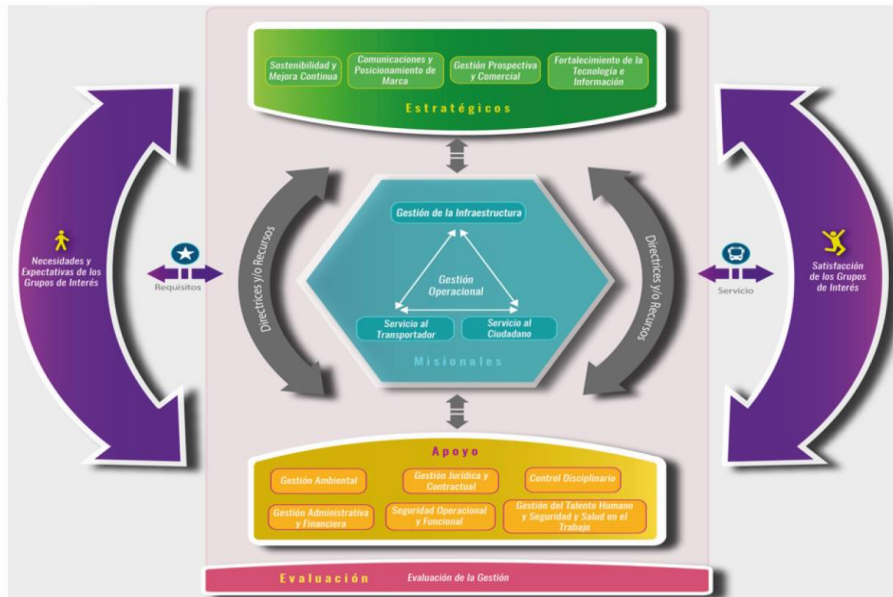 Sostenibilidad y
Mejora Continua
Comunicaciones y
Posicionamiento de
Marca
Gestión Prospectiva
y Comercial
Fortalecimiento de
la Tecnología e
Información
Estratégicos
Necesidades y
Expectativas de los
Grupos de Interés
Requisitos
Directrices y/o Recursos
Gestión de la Infraestructura
Gestión
Operacional
Servicio al
Transportador
Servicio al
Ciudadano
Misionales
Directrices y/o Recursos
Servicio
Satisfacción
de los Grupos
de Interés
Apoyo
Gestión Ambiental
Gestión Jurídica y
Contractual
Control Disciplinario
Gestión Administrativa
y Financiera
Seguridad Operacional
y Funcional
Gestión del Talento Humano
y Seguridad y Salud en el
Trabajo
Evaluación
Evaluación de la Gestión